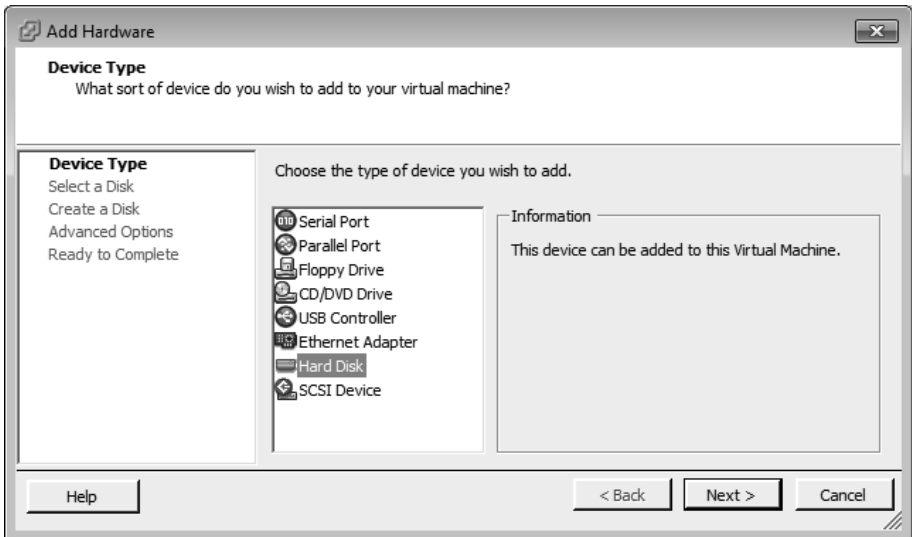 Add Hardware
Device Type
What sort of device do you wish to add to your virtual machine?
Device Type
Select a Disk
Create a Disk
Advanced Options
Ready to Complete
Choose the type of device you wish to add.
Serial Port
Parallel Port
Floppy Drive
CD/DVD Drive
USB Controller
Ethernet Adapter
Hard Disk
SCSI Device
Information
This device can be added to this Virtual Machine.
Help
< Back
Next >
Cancel